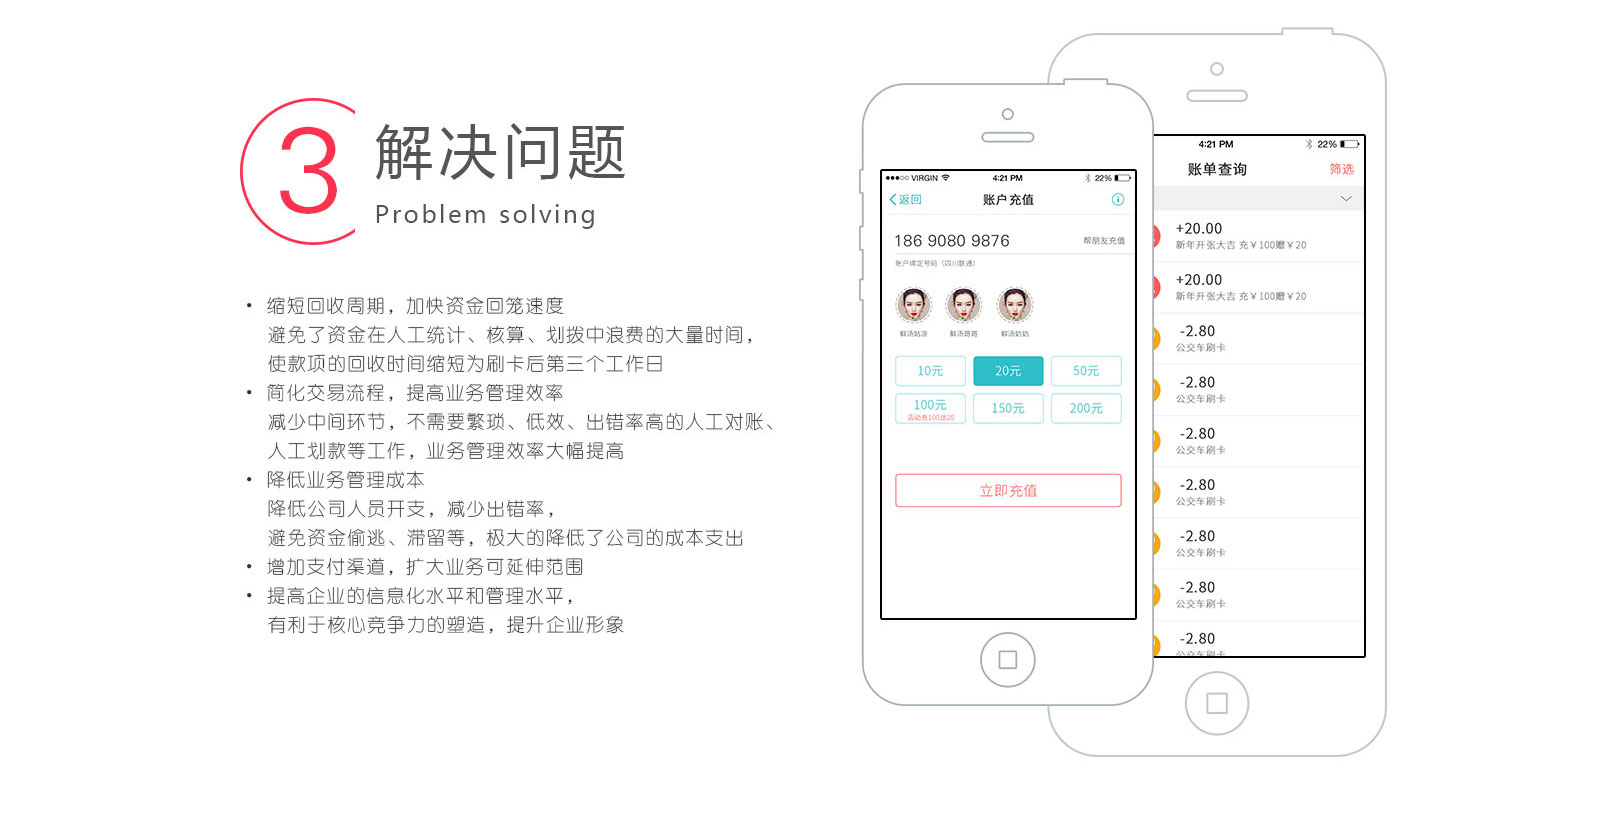 3
解决问题
Problem solving
• 缩短回收周期，加快资金回笼速度
避免了资金在人工统计、核算、划拨中浪费的大量时间，
使款项的回收时间缩短为刷卡后第三个工作日
• 简化交易流程，提高业务管理效率
减少中间环节，不需要繁琐、低效、出错率高的人工对账、
人工划款等工作，业务管理效率大幅提高
• 降低业务管理成本
降低公司人员开支，减少出错率，
避免资金偷逃、滞留等，极大的降低了公司的成本支出
• 增加支付渠道，扩大业务可延伸范围
• 提高企业的信息化水平和管理水平，
有利于核心竞争力的塑造，提升企业形象
VIRGIN 4:21 PM 22%
返回 账户充值
186 9080 9876 帮朋友充值
账户绑定号码（四川联通）
鲜汤姑凉 鲜汤哥哥 鲜汤奶奶
10元 20元 50元
100元 150元 200元
活动充100送20
立即充值
4:21 PM 22%
账单查询 筛选
+20.00
新年开张大吉 充￥100赠￥20
+20.00
新年开张大吉 充￥100赠￥20
-2.80
公交车刷卡
-2.80
公交车刷卡
-2.80
公交车刷卡
-2.80
公交车刷卡
-2.80
公交车刷卡
-2.80
公交车刷卡
-2.80
公交车刷卡